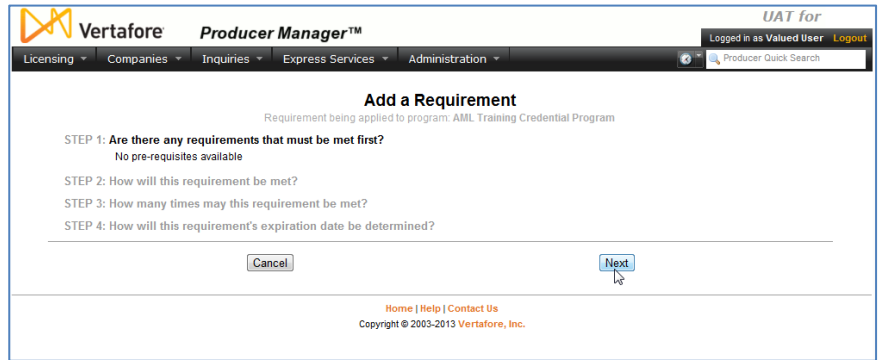 UAT for
Vertafore Producer Manager™
Logged in as Valued User Logout
Licensing Companies Inquiries Express Services Administration Producer Quick Search
Add a Requirement
Requirement being applied to program: AML Training Credential Program
STEP 1: Are there any requirements that must be met first?
No pre-requisites available
STEP 2: How will this requirement be met?
STEP 3: How many times may this requirement be met?
STEP 4: How will this requirement's expiration date be determined?
Cancel Next
Home | Help | Contact Us
Copyright © 2003-2013 Vertafore, Inc.